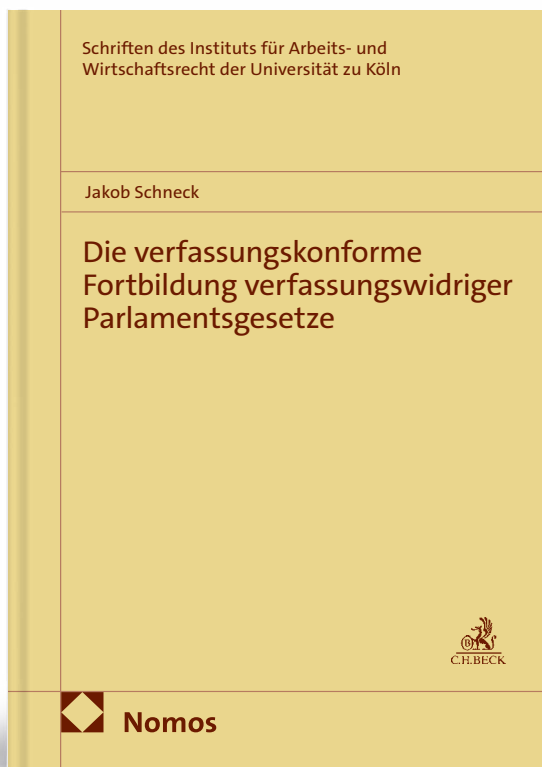 Schriften des Instituts für Arbeits- und
Wirtschaftsrecht der Universität zu Köln
Jakob Schneck
Die verfassungskonforme
Fortbildung verfassungswidriger
Parlamentsgesetze
B
C.H.BECK
Nomos